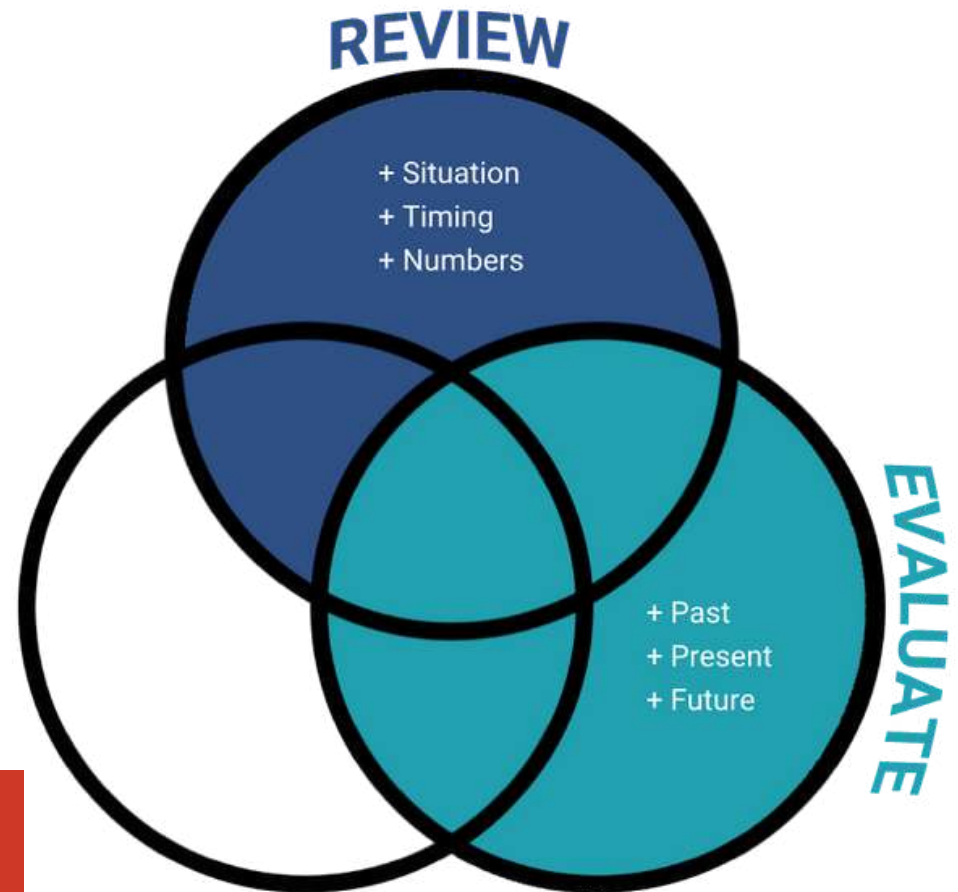 REVIEW
+ Situation
+ Timing
+ Numbers
EVALUATE
+ Past
+ Present
+ Future